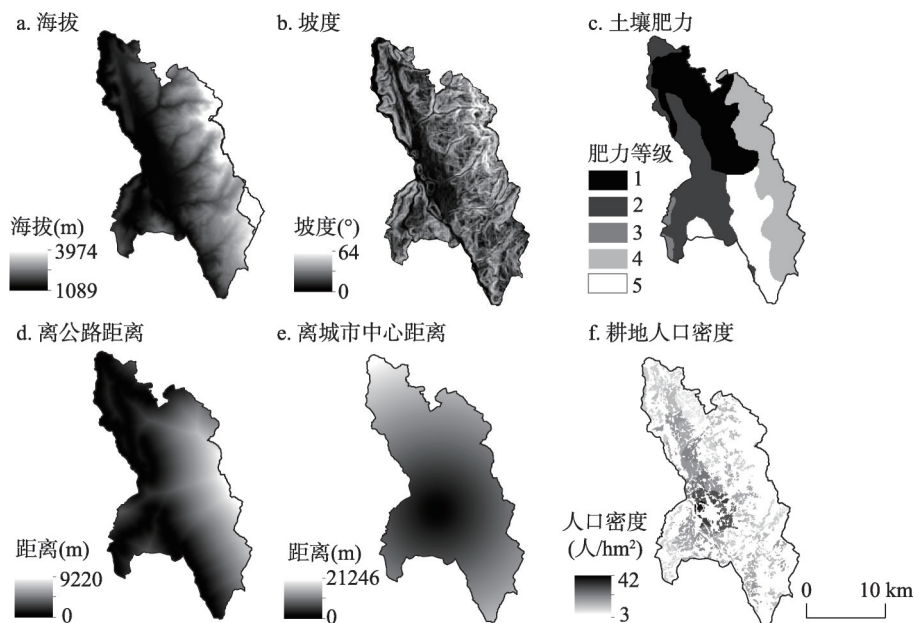 a. 海拔
b. 坡度
c. 土壤肥力
海拔(m)
3974
1089
坡度(°)
64
0
肥力等级
1
2
3
4
5
d. 离公路距离
e. 离城市中心距离
f. 耕地人口密度
距离(m)
9220
0
距离(m)
21246
0
人口密度
(人/hm²)
42
3
0 10 km